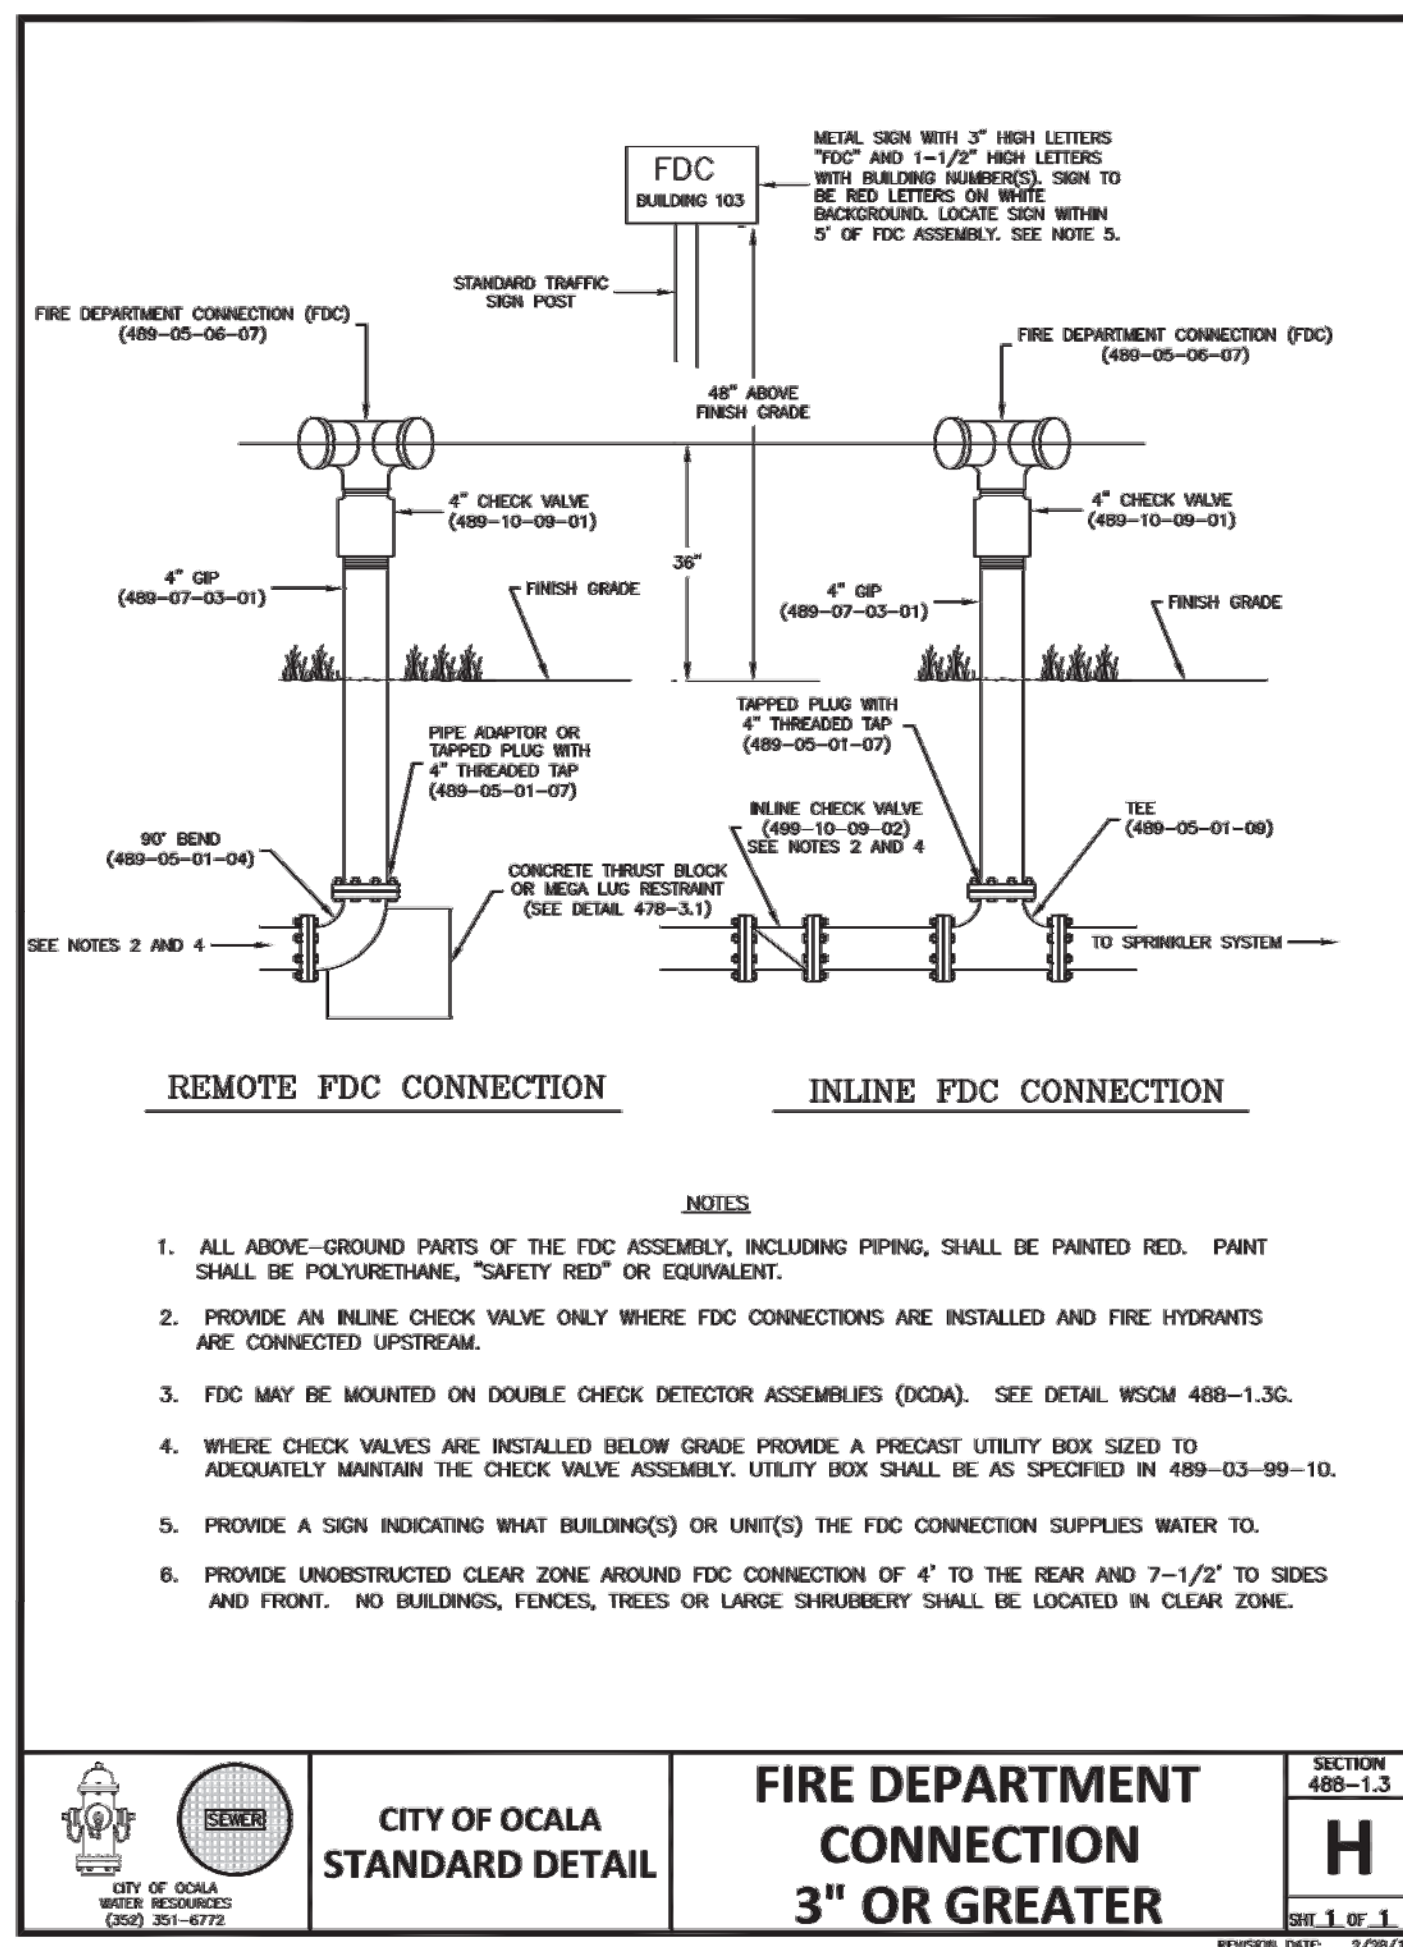 METAL SIGN WITH 3" HIGH LETTERS
"FDC" AND 1-1/2" HIGH LETTERS
WITH BUILDING NUMBER(S). SIGN TO
BE RED LETTERS ON WHITE
BACKGROUND. LOCATE SIGN WITHIN
5' OF FDC ASSEMBLY. SEE NOTE 5.
FDC
BUILDING 103
STANDARD TRAFFIC
SIGN POST
FIRE DEPARTMENT CONNECTION (FDC)
(489-05-06-07)
FIRE DEPARTMENT CONNECTION (FDC)
(489-05-06-07)
48" ABOVE
FINISH GRADE
4" CHECK VALVE
(489-10-09-01)
4" CHECK VALVE
(489-10-09-01)
36"
4" GIP
(489-07-03-01)
FINISH GRADE
4" GIP
(489-07-03-01)
FINISH GRADE
PIPE ADAPTOR OR
TAPPED PLUG WITH
4" THREADED TAP
(489-05-01-07)
TAPPED PLUG WITH
4" THREADED TAP
(489-05-01-07)
90° BEND
(489-05-01-04)
INLINE CHECK VALVE
(499-10-09-02)
SEE NOTES 2 AND 4
TEE
(489-05-01-09)
CONCRETE THRUST BLOCK
OR MEGA LUG RESTRAINT
(SEE DETAIL 478-3.1)
SEE NOTES 2 AND 4
TO SPRINKLER SYSTEM
REMOTE FDC CONNECTION
INLINE FDC CONNECTION
NOTES
1. ALL ABOVE-GROUND PARTS OF THE FDC ASSEMBLY, INCLUDING PIPING, SHALL BE PAINTED RED. PAINT
SHALL BE POLYURETHANE, "SAFETY RED" OR EQUIVALENT.
2. PROVIDE AN INLINE CHECK VALVE ONLY WHERE FDC CONNECTIONS ARE INSTALLED AND FIRE HYDRANTS
ARE CONNECTED UPSTREAM.
3. FDC MAY BE MOUNTED ON DOUBLE CHECK DETECTOR ASSEMBLIES (DCDA). SEE DETAIL WSCM 488-1.3G.
4. WHERE CHECK VALVES ARE INSTALLED BELOW GRADE PROVIDE A PRECAST UTILITY BOX SIZED TO
ADEQUATELY MAINTAIN THE CHECK VALVE ASSEMBLY. UTILITY BOX SHALL BE AS SPECIFIED IN 489-03-99-10.
5. PROVIDE A SIGN INDICATING WHAT BUILDING(S) OR UNIT(S) THE FDC CONNECTION SUPPLIES WATER TO.
6. PROVIDE UNOBSTRUCTED CLEAR ZONE AROUND FDC CONNECTION OF 4' TO THE REAR AND 7-1/2' TO SIDES
AND FRONT. NO BUILDINGS, FENCES, TREES OR LARGE SHRUBBERY SHALL BE LOCATED IN CLEAR ZONE.
SEWER
CITY OF OCALA
WATER RESOURCES
(352) 351-6772
CITY OF OCALA
STANDARD DETAIL
FIRE DEPARTMENT
CONNECTION
3" OR GREATER
SECTION
488-1.3
H
SHT 1 OF 1
REVISION DATE: